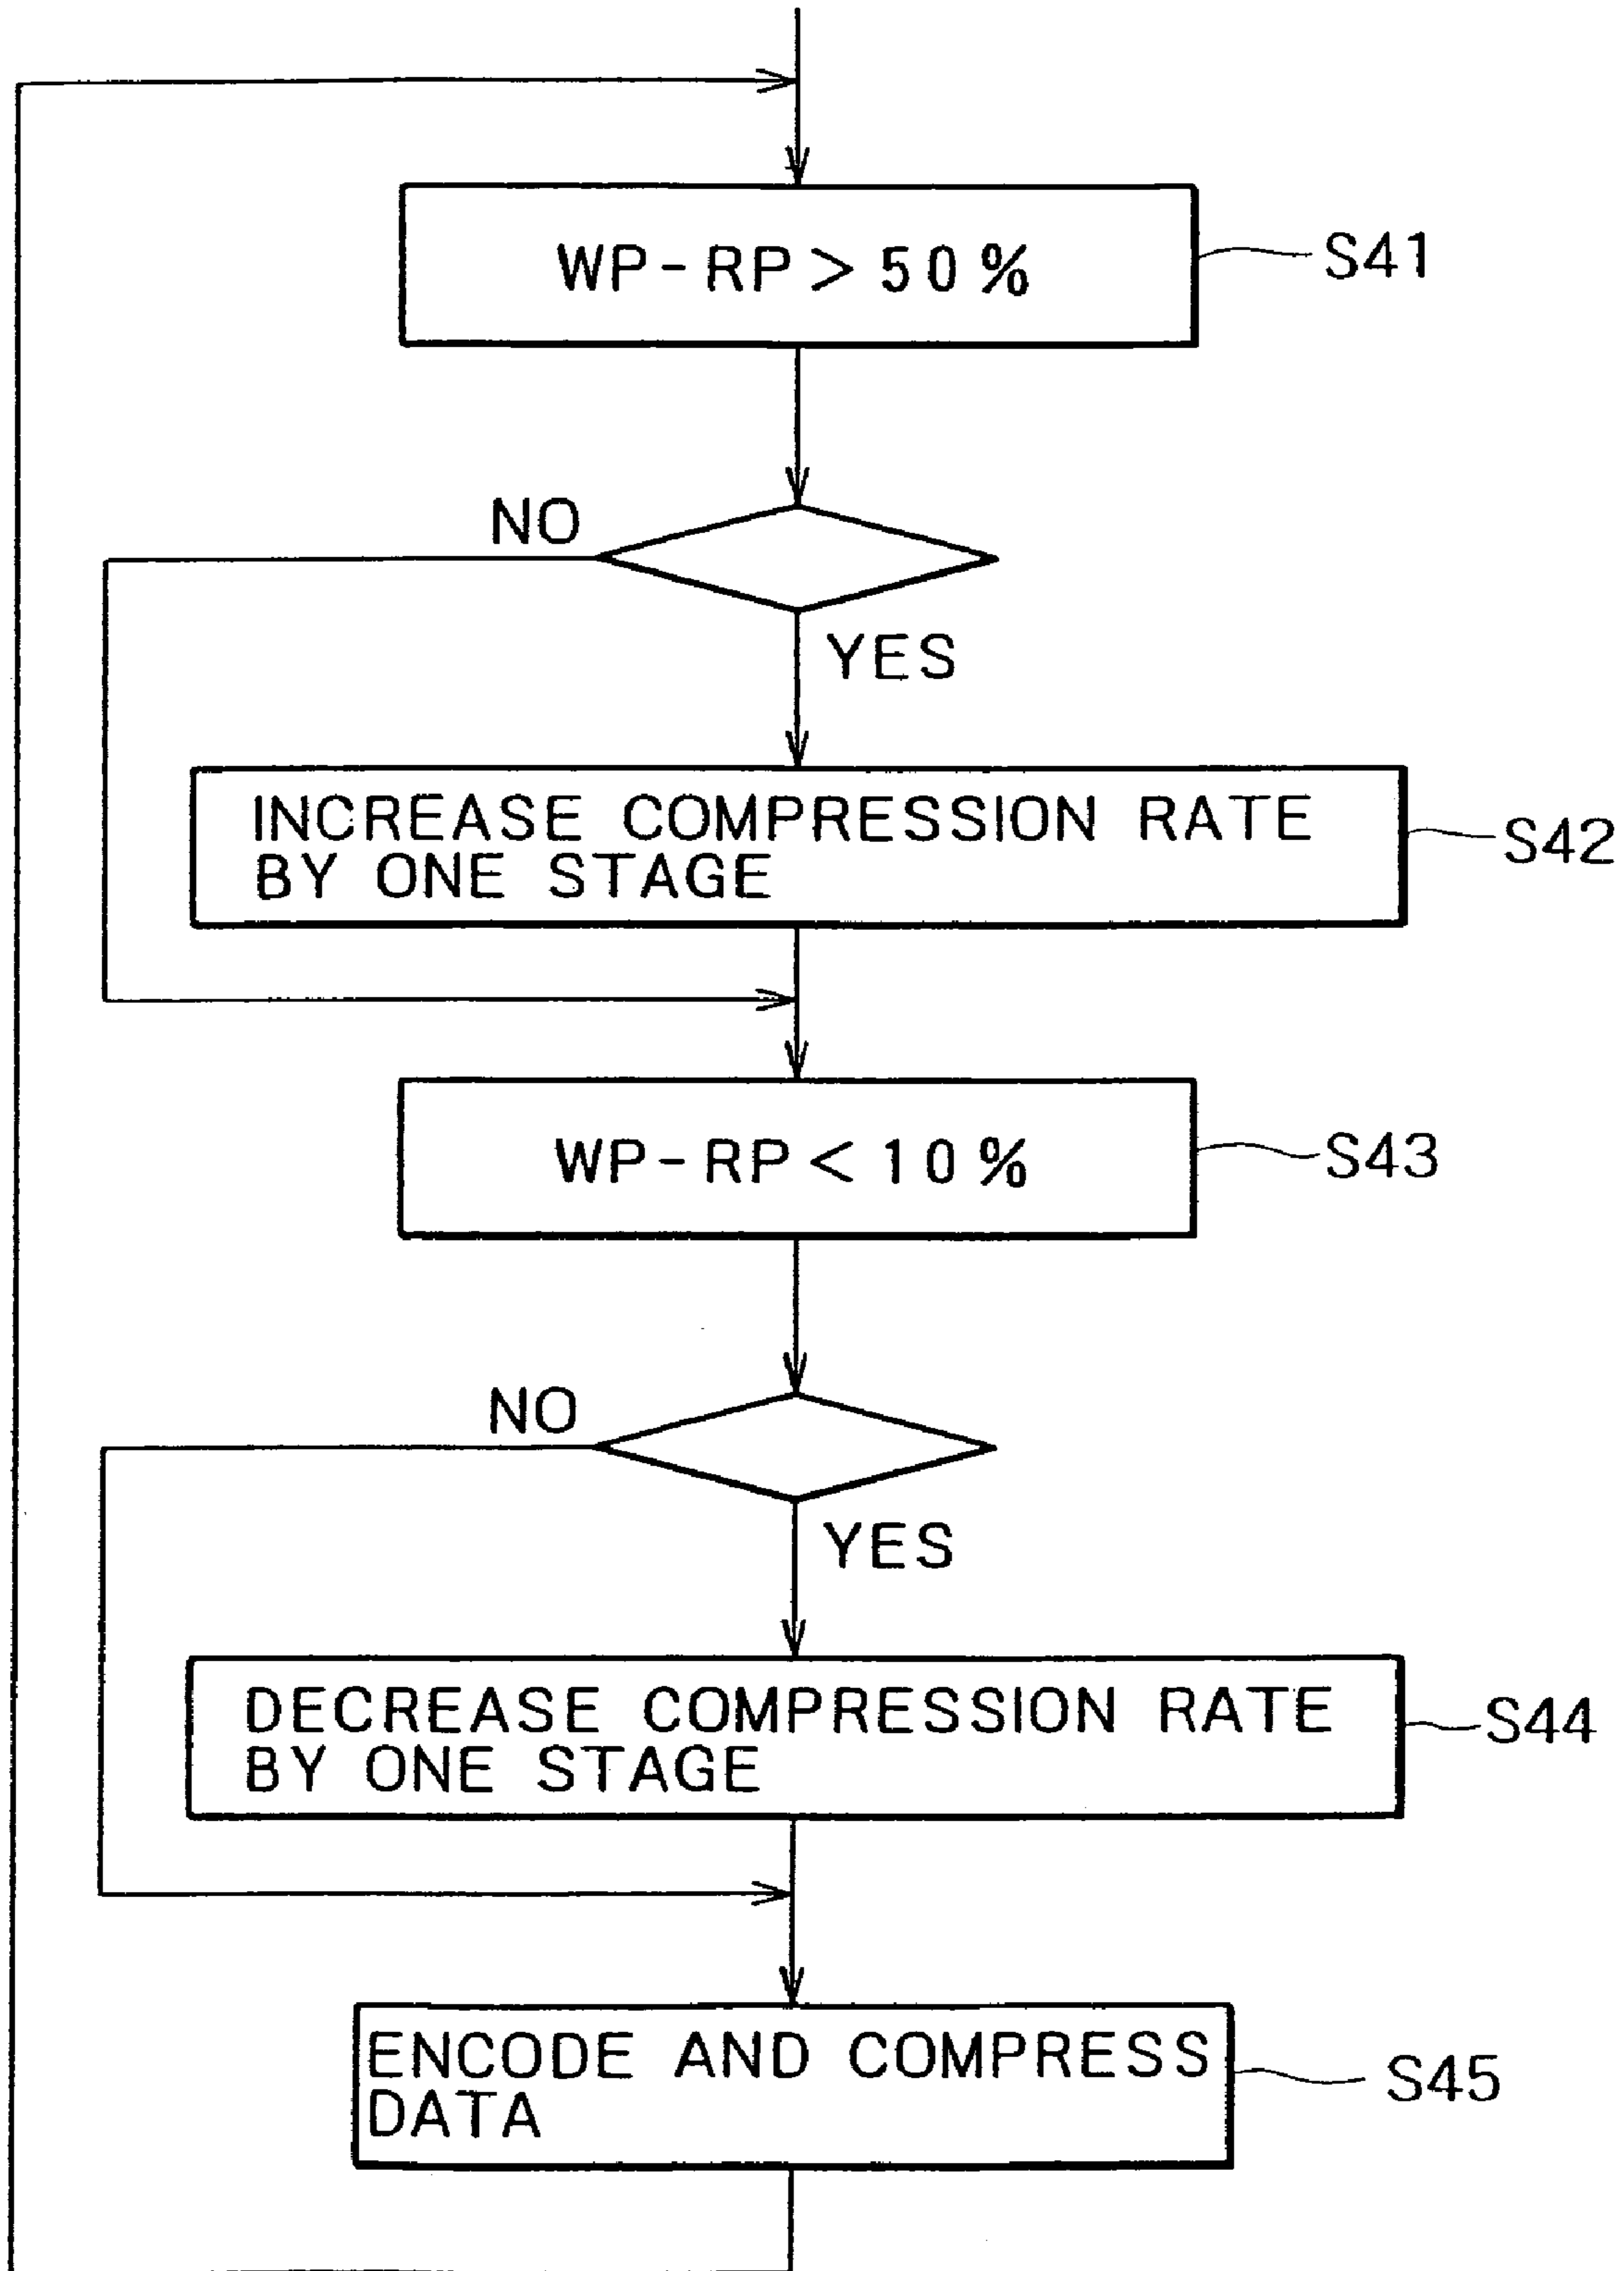 WP-RP > 50%
S41
NO
YES
INCREASE COMPRESSION RATE
BY ONE STAGE
S42
WP-RP < 10%
S43
NO
YES
DECREASE COMPRESSION RATE
BY ONE STAGE
S44
ENCODE AND COMPRESS
DATA
S45